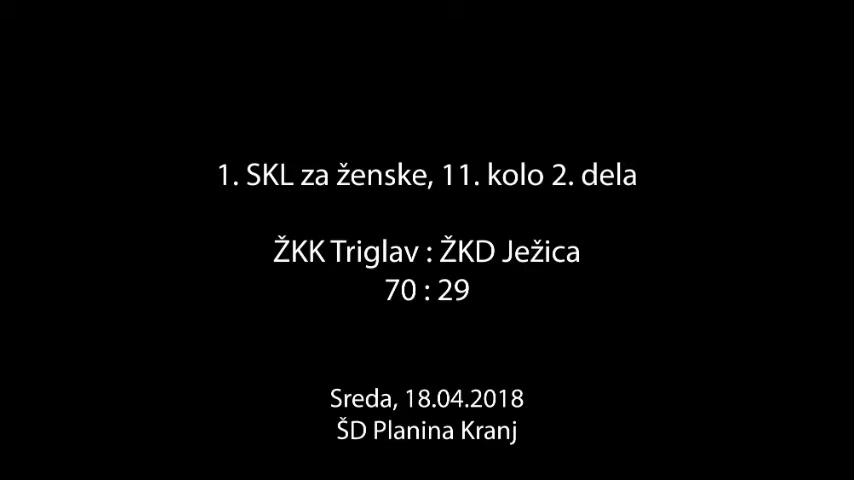 1. SKL za ženske, 11. kolo 2. dela
ŽKK Triglav : ŽKD Ježica
70 : 29
Sreda, 18.04.2018
ŠD Planina Kranj